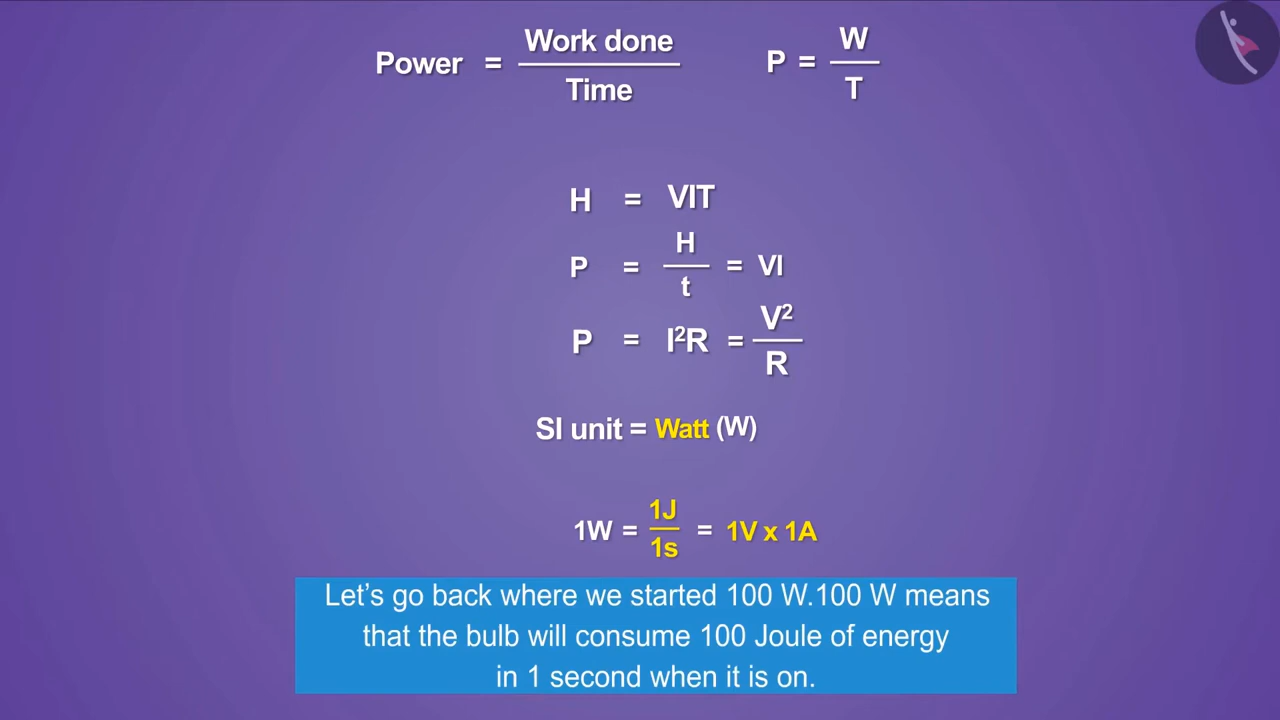 Power = Work done / Time    P = W / T
H = VIT
P = H / t = VI
P = I²R = V² / R
SI unit = Watt (W)
1W = 1J / 1s = 1V x 1A
Let's go back where we started 100 W.100 W means
that the bulb will consume 100 Joule of energy
in 1 second when it is on.